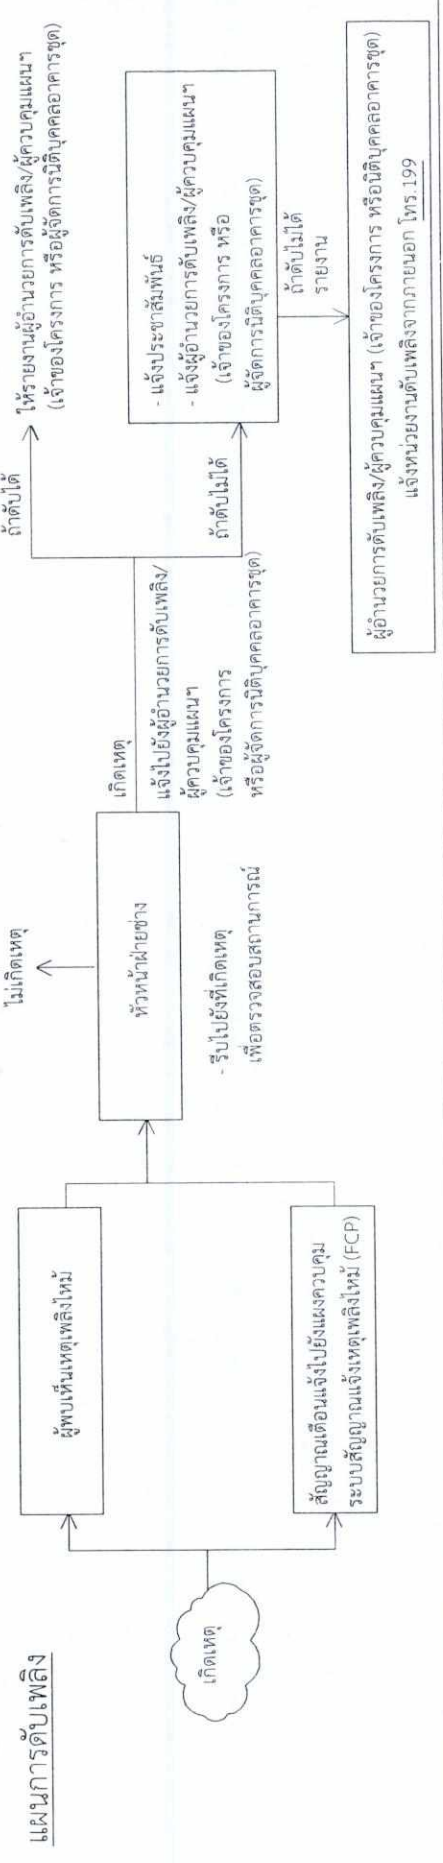 แผนการดับเพลิง
เกิดเหตุ
ผู้พบเห็นเหตุเพลิงไหม้
สัญญาณเตือนแจ้งไปยังแผงควบคุม
ระบบสัญญาณแจ้งเหตุเพลิงไหม้ (FCP)
ไม่เกิดเหตุ
หัวหน้าฝ่ายช่าง
- รีบไปยังที่เกิดเหตุ
เพื่อตรวจสอบสถานการณ์
เกิดเหตุ
แจ้งไปยังผู้อำนวยการดับเพลิง/
ผู้ควบคุมแผนฯ
(เจ้าของโครงการ
หรือผู้จัดการนิติบุคคลอาคารชุด)
ถ้าดับได้
ให้รายงานผู้อำนวยการดับเพลิง/ผู้ควบคุมแผนฯ
(เจ้าของโครงการ หรือผู้จัดการนิติบุคคลอาคารชุด)
ถ้าดับไม่ได้
- แจ้งประชาสัมพันธ์
- แจ้งผู้อำนวยการดับเพลิง/ผู้ควบคุมแผนฯ
(เจ้าของโครงการ หรือ
ผู้จัดการนิติบุคคลอาคารชุด)
ถ้าดับไม่ได้
รายงาน
ผู้อำนวยการดับเพลิง/ผู้ควบคุมแผนฯ (เจ้าของโครงการ หรือนิติบุคคลอาคารชุด)
แจ้งหน่วยงานดับเพลิงจากภายนอก โทร.199